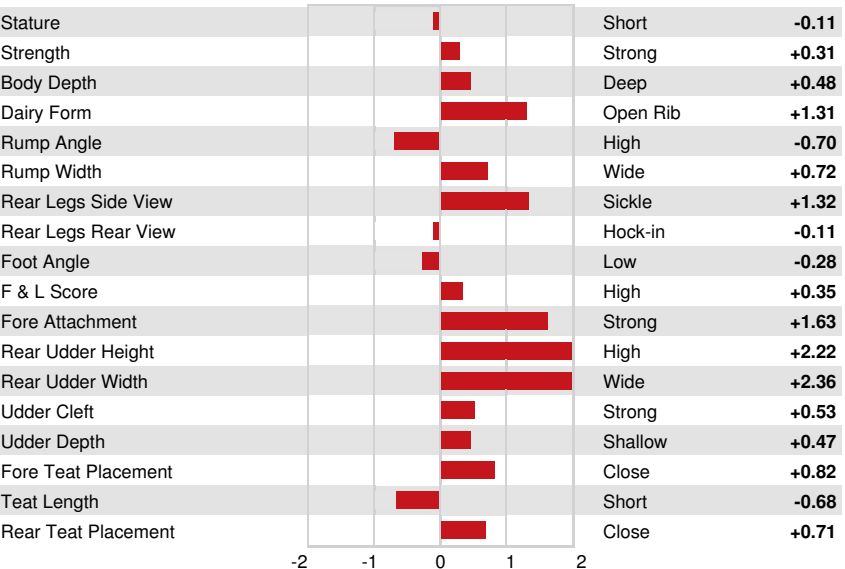 Stature Short -0.11
Strength Strong +0.31
Body Depth Deep +0.48
Dairy Form Open Rib +1.31
Rump Angle High -0.70
Rump Width Wide +0.72
Rear Legs Side View Sickle +1.32
Rear Legs Rear View Hock-in -0.11
Foot Angle Low -0.28
F & L Score High +0.35
Fore Attachment Strong +1.63
Rear Udder Height High +2.22
Rear Udder Width Wide +2.36
Udder Cleft Strong +0.53
Udder Depth Shallow +0.47
Fore Teat Placement Close +0.82
Teat Length Short -0.68
Rear Teat Placement Close +0.71
-2 -1 0 1 2